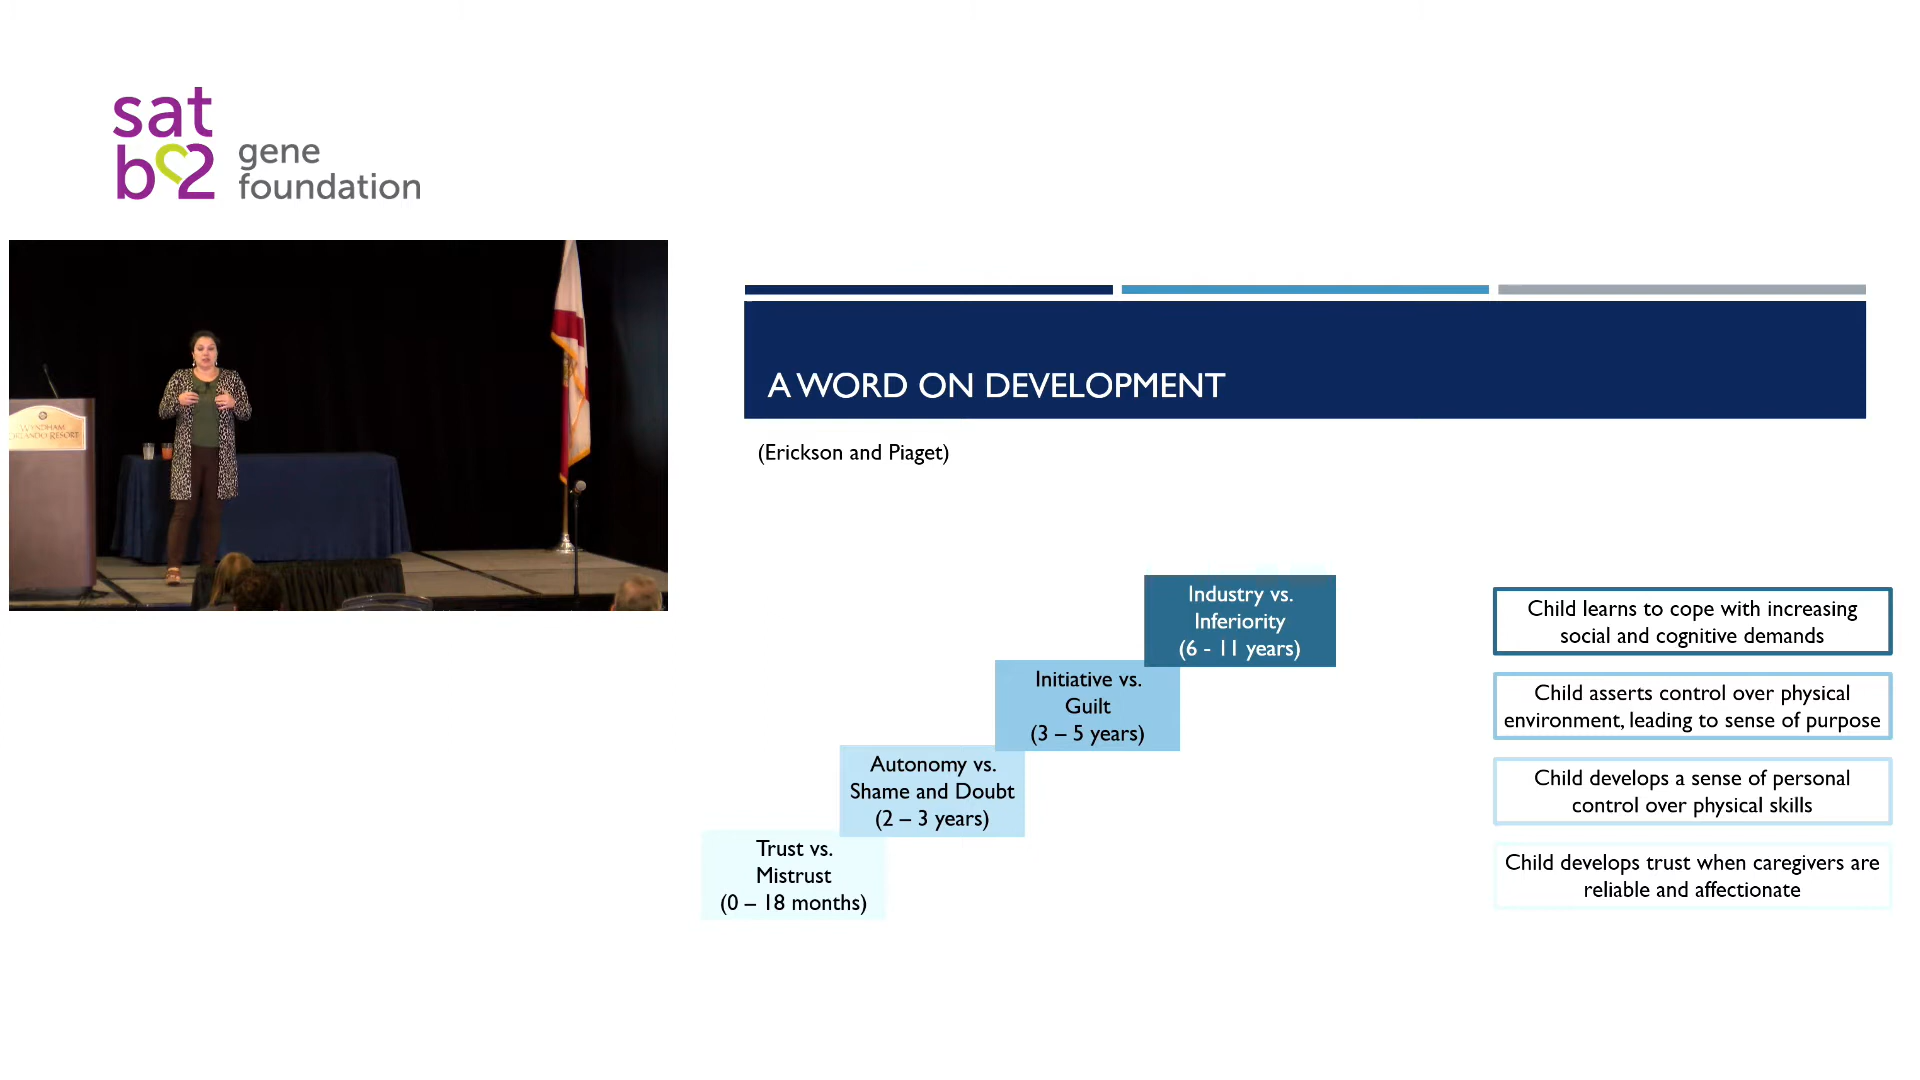 sat
b2 gene
foundation
WYNDHAM
ORLANDO RESORT
A WORD ON DEVELOPMENT
(Erickson and Piaget)
Industry vs.
Inferiority
(6 - 11 years)
Initiative vs.
Guilt
(3 – 5 years)
Autonomy vs.
Shame and Doubt
(2 – 3 years)
Trust vs.
Mistrust
(0 – 18 months)
Child learns to cope with increasing
social and cognitive demands
Child asserts control over physical
environment, leading to sense of purpose
Child develops a sense of personal
control over physical skills
Child develops trust when caregivers are
reliable and affectionate